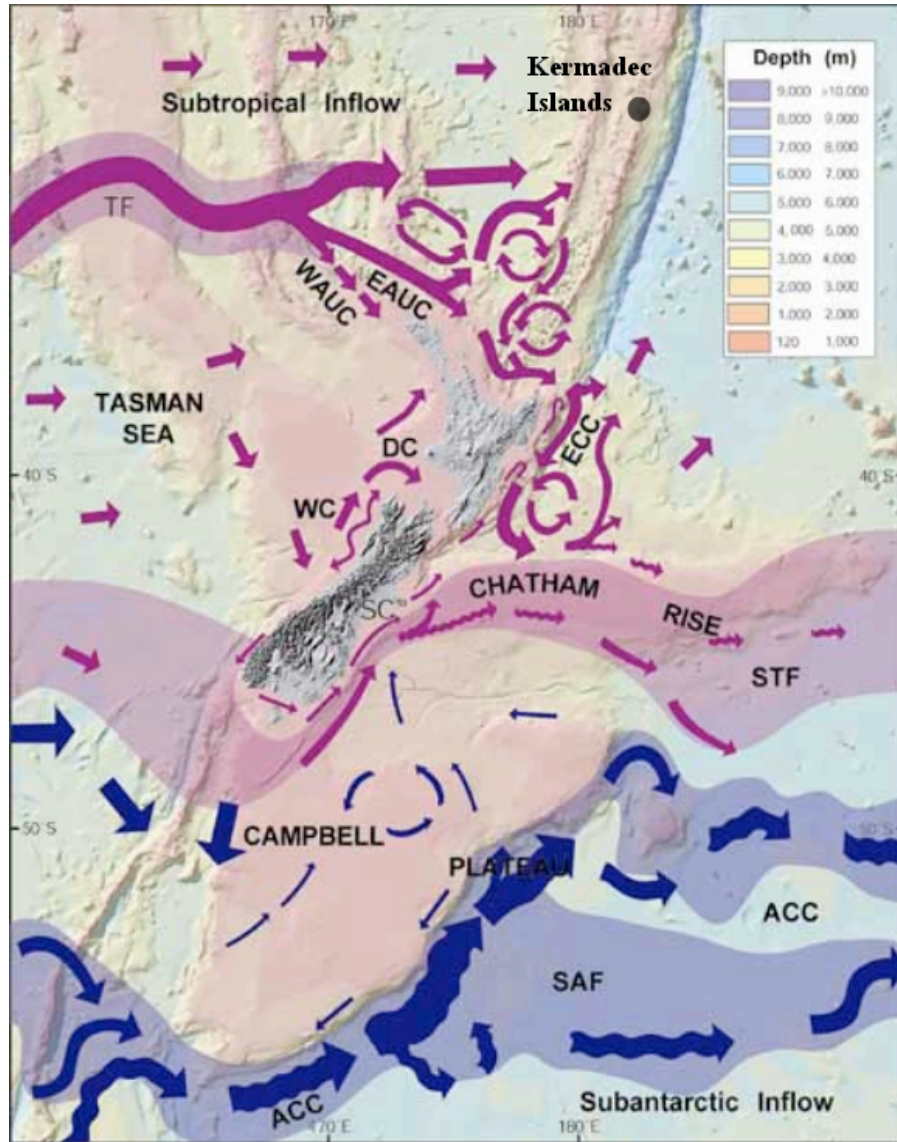 170°E
180°E
Kermadec
Islands
Subtropical Inflow
Depth (m)
9,000 >10,000
8,000 9,000
7,000 8,000
6,000 7,000
5,000 6,000
4,000 5,000
3,000 4,000
2,000 3,000
1,000 2,000
120 1,000
TF
WAUC
EAUC
TASMAN
SEA
DC
ECC
40°S
40°S
WC
SC
CHATHAM
RISE
STF
50°S
50°S
CAMPBELL
PLATEAU
ACC
SAF
ACC
Subantarctic Inflow
170°E
180°E